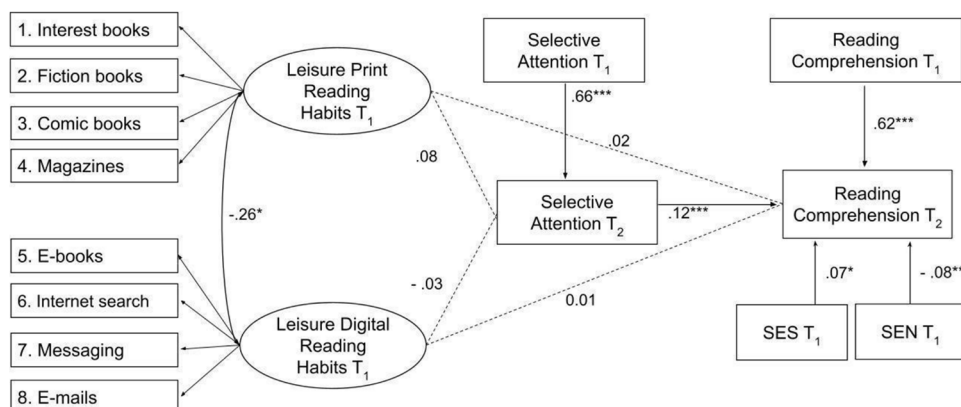 1. Interest books
2. Fiction books
3. Comic books
4. Magazines
5. E-books
6. Internet search
7. Messaging
8. E-mails
Leisure Print
Reading
Habits T1
-.26*
Leisure Digital
Reading
Habits T1
.08
- .03
Selective
Attention T1
.66***
Selective
Attention T2
.02
.12***
0.01
Reading
Comprehension T1
.62***
Reading
Comprehension T2
.07*
- .08**
SES T1
SEN T1